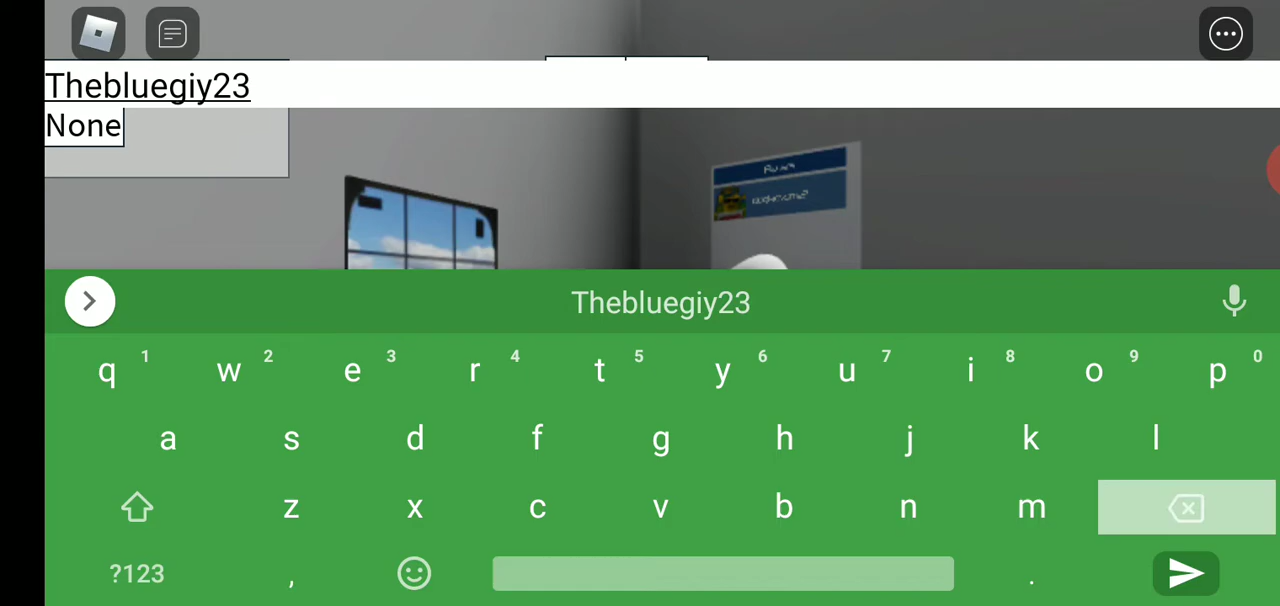 Thebluegiy23
None
Thebluegiy23
q 1 w 2 e 3 r 4 t 5 y 6 u 7 i 8 o 9 p 0
a s d f g h j k l
z x c v b n m
?123 , .